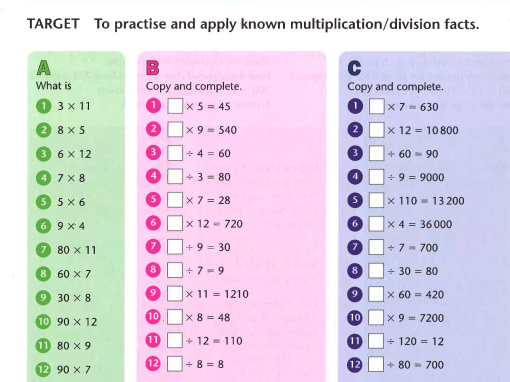 TARGET To practise and apply known multiplication/division facts.
A
What is
1 3 × 11
2 8 × 5
3 6 × 12
4 7 × 8
5 5 × 6
6 9 × 4
7 80 × 11
8 60 × 7
9 30 × 8
10 90 × 12
11 80 × 9
12 90 × 7
B
Copy and complete.
1 □ × 5 = 45
2 □ × 9 = 540
3 □ ÷ 4 = 60
4 □ ÷ 3 = 80
5 □ × 7 = 28
6 □ × 12 = 720
7 □ ÷ 9 = 30
8 □ ÷ 7 = 9
9 □ × 11 = 1210
10 □ × 8 = 48
11 □ ÷ 12 = 110
12 □ ÷ 8 = 8
C
Copy and complete.
1 □ × 7 = 630
2 □ × 12 = 10 800
3 □ ÷ 60 = 90
4 □ ÷ 9 = 9000
5 □ × 110 = 13 200
6 □ × 4 = 36 000
7 □ ÷ 7 = 700
8 □ ÷ 30 = 80
9 □ × 60 = 420
10 □ × 9 = 7200
11 □ ÷ 120 = 12
12 □ ÷ 80 = 700